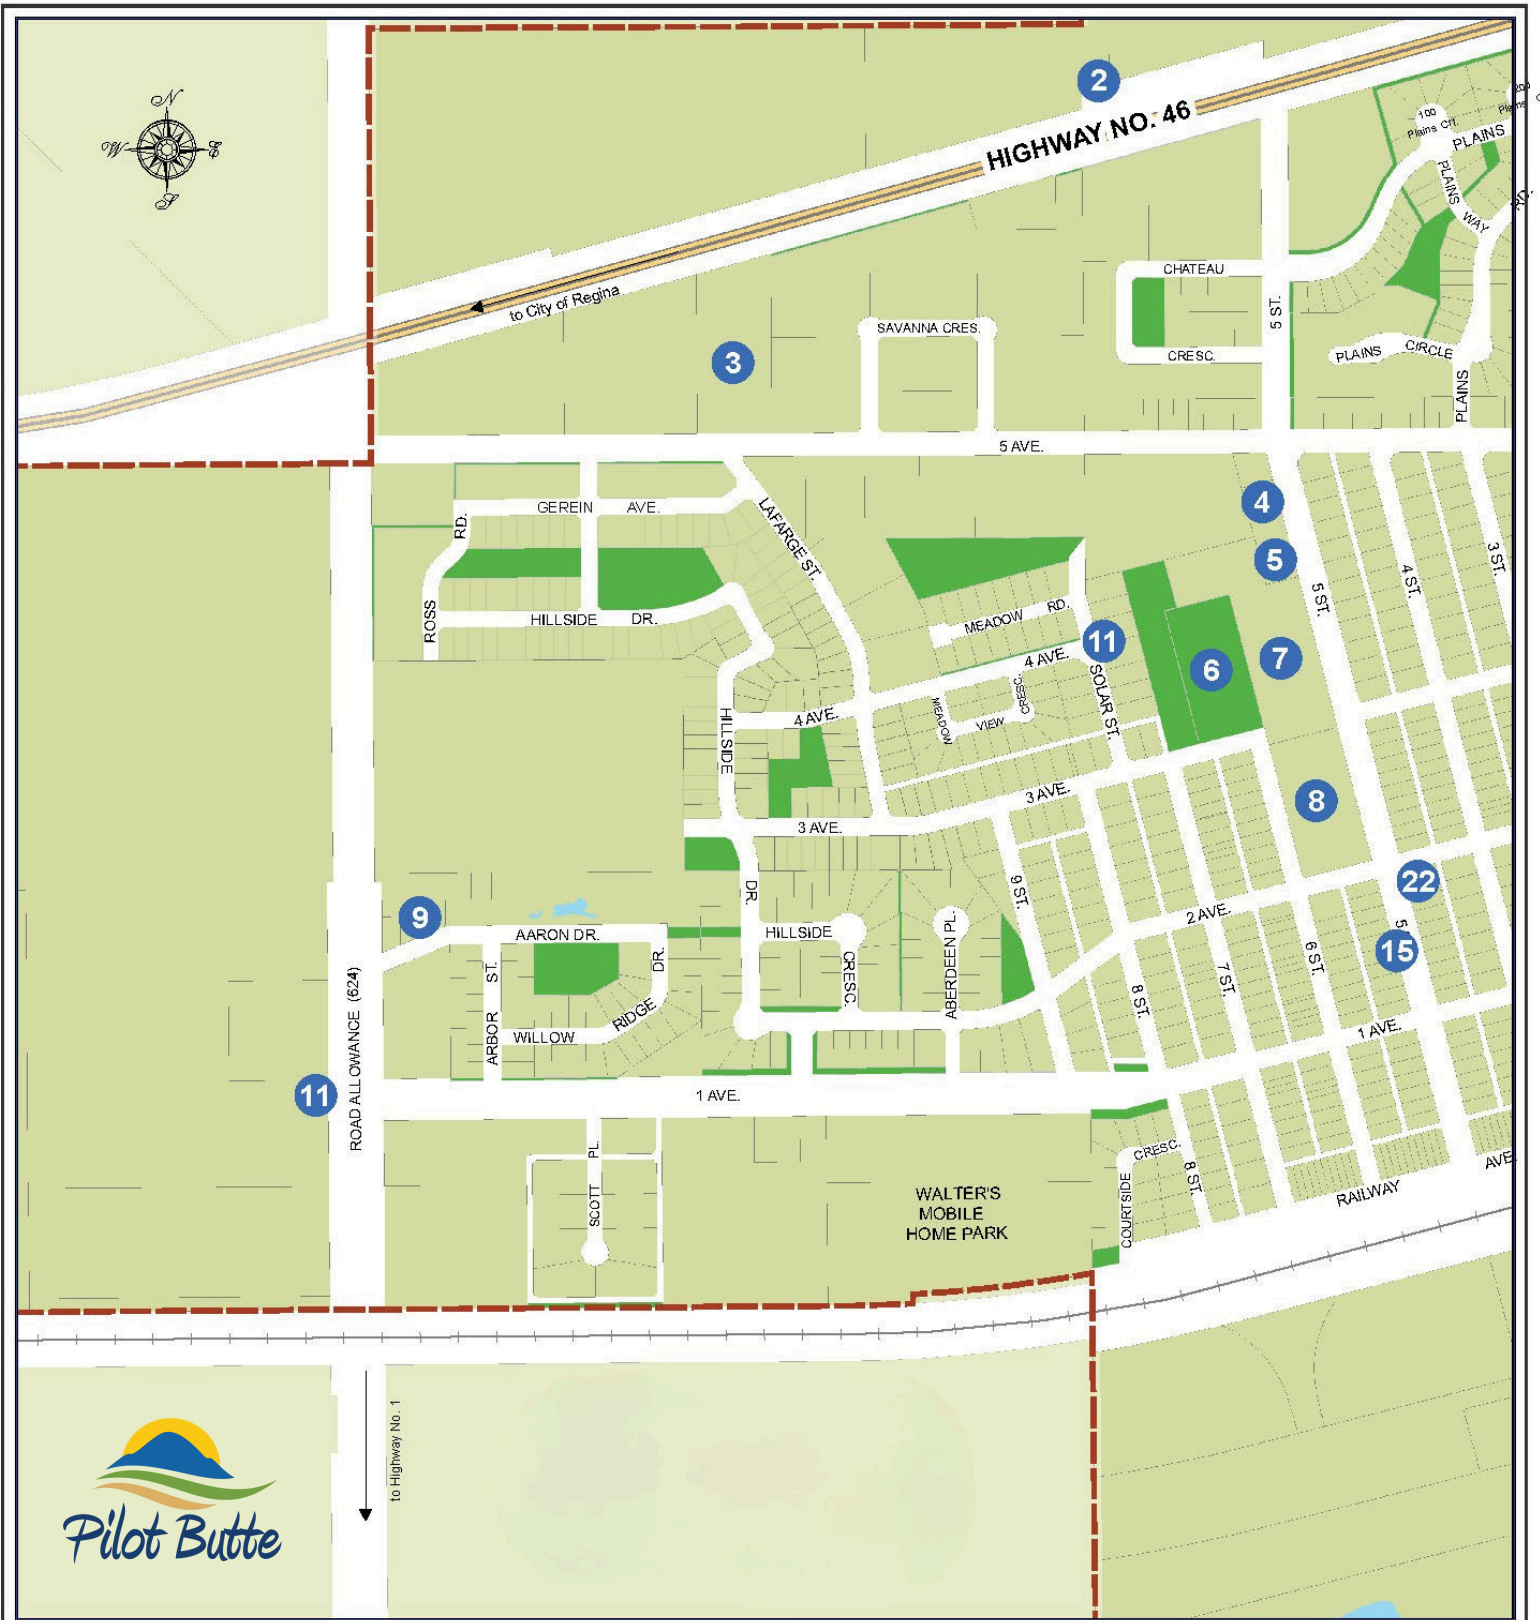 N
W
E
S
2
HIGHWAY NO. 46
to City of Regina
100
Plains Crt.
PLAINS
PLAINS
WAY
CHATEAU
CRESC.
5 ST.
PLAINS
CIRCLE
PLAINS
SAVANNA CRES.
3
5 AVE.
GEREIN
AVE.
RD.
ROSS
HILLSIDE
DR.
LAFARGE ST.
4
5
5 ST.
4 ST.
3 ST.
MEADOW
RD.
11
6
7
4 AVE.
SOLAR ST.
CRESC.
MEADOW
VIEW
HILLSIDE
4 AVE.
3 AVE.
8
3 AVE.
22
9 ST.
2 AVE.
DR.
9
AARON DR.
HILLSIDE
CRESC.
ABERDEEN PL.
5
15
6 ST.
7 ST.
8 ST.
ST.
DR.
RIDGE
WILLOW
ARBOR
ROAD ALLOWANCE (624)
1 AVE.
11
1 AVE.
PL.
SCOTT
CRESC.
COURTSIDE
8 ST.
WALTER'S
MOBILE
HOME PARK
RAILWAY
AVE.
to Highway No. 1
Pilot Butte